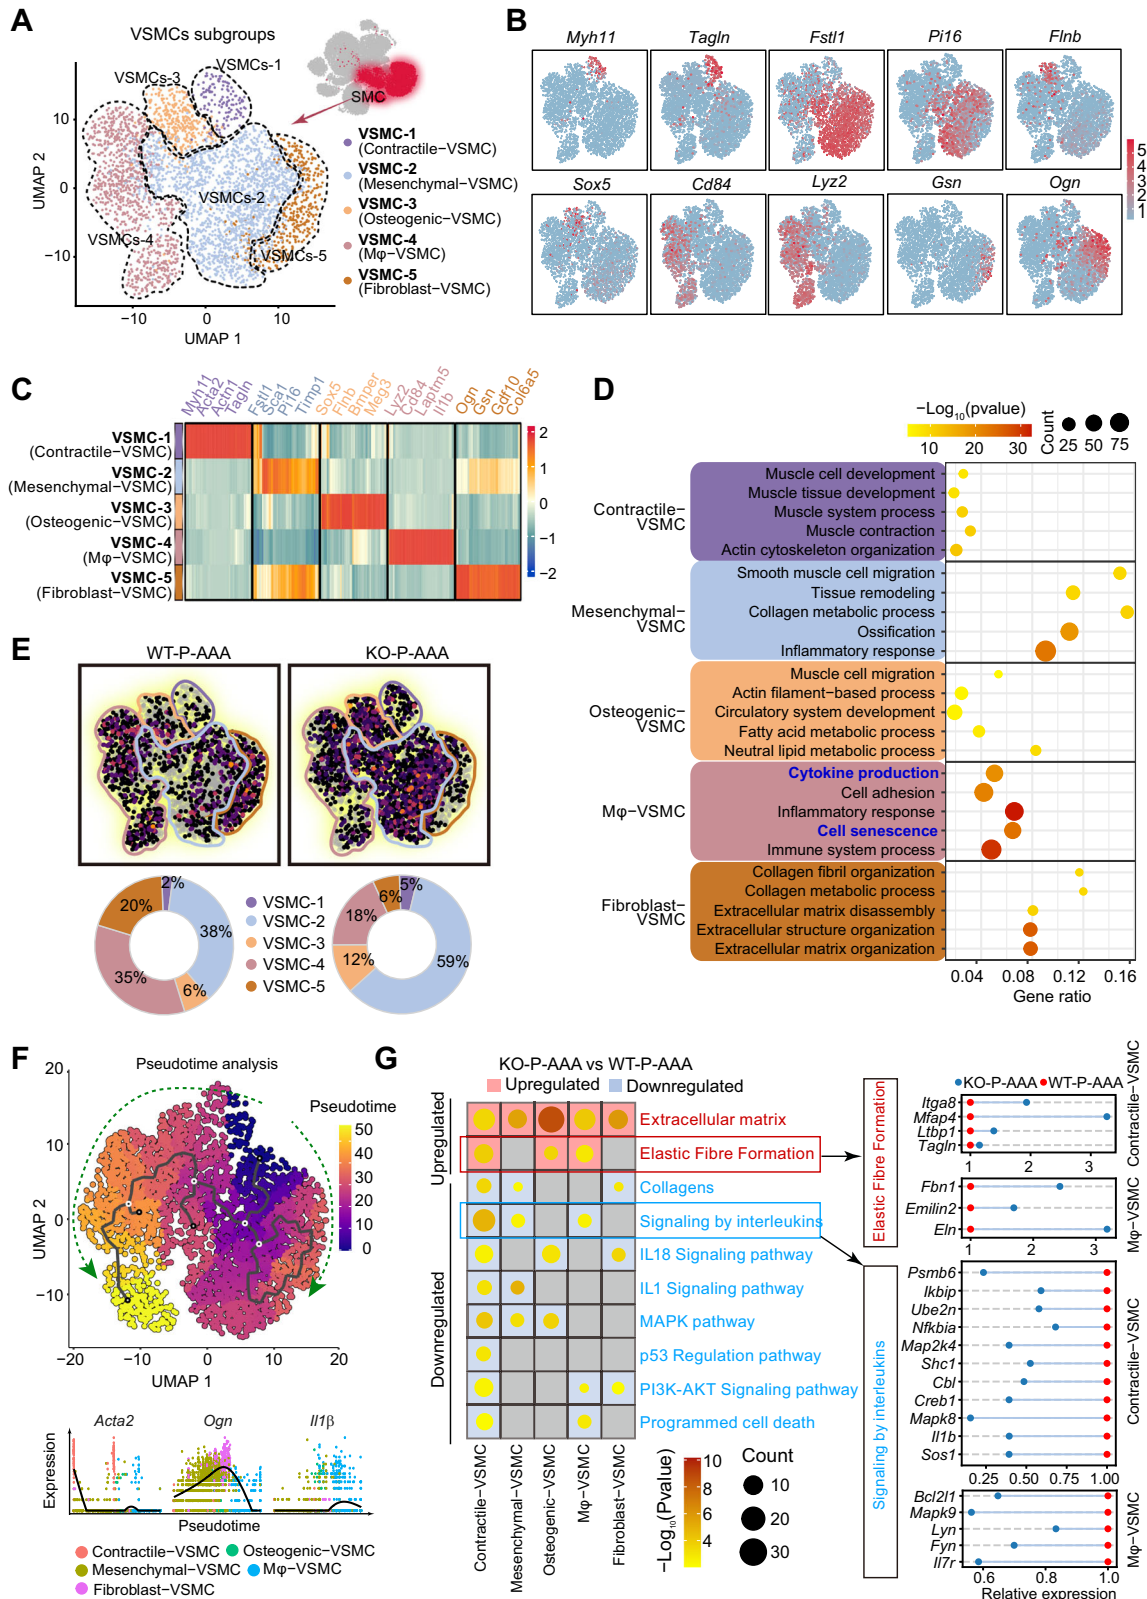 A
VSMCs subgroups
VSMCs-3
VSMCs-1
VSMCs-2
VSMCs-4
VSMCs-5
SMC
10
0
−10
UMAP 2
−10
0
10
UMAP 1
VSMC-1
(Contractile−VSMC)
VSMC-2
(Mesenchymal-VSMC)
VSMC-3
(Osteogenic-VSMC)
VSMC-4
(Mφ-VSMC)
VSMC-5
(Fibroblast-VSMC)
B
Myh11
Tagln
Fstl1
Pi16
Flnb
Sox5
Cd84
Lyz2
Gsn
Ogn
5
4
3
2
1
C
Myh11
Acta2
Actn1
Tagln
Fstl1
Sca1
Pi16
Timp1
Sox5
Flnb
Bmper
Meg3
Lyz2
Cd84
Laptm5
Il1b
Ogn
Gsn
Gdf10
Col6a5
VSMC-1
(Contractile−VSMC)
VSMC-2
(Mesenchymal−VSMC)
VSMC-3
(Osteogenic−VSMC)
VSMC-4
(Mφ−VSMC)
VSMC-5
(Fibroblast−VSMC)
2
1
0
−1
−2
D
−Log10(pvalue)
10 20 30
Count
25 50 75
Contractile−
VSMC
Muscle cell development
Muscle tissue development
Muscle system process
Muscle contraction
Actin cytoskeleton organization
Mesenchymal−
VSMC
Smooth muscle cell migration
Tissue remodeling
Collagen metabolic process
Ossification
Inflammatory response
Osteogenic−
VSMC
Muscle cell migration
Actin filament−based process
Circulatory system development
Fatty acid metabolic process
Neutral lipid metabolic process
Mφ−VSMC
Cytokine production
Cell adhesion
Inflammatory response
Cell senescence
Immune system process
Fibroblast−
VSMC
Collagen fibril organization
Collagen metabolic process
Extracellular matrix disassembly
Extracellular structure organization
Extracellular matrix organization
0.04 0.08 0.12 0.16
Gene ratio
E
WT-P-AAA
KO-P-AAA
2%
38%
6%
35%
20%
VSMC-1
VSMC-2
VSMC-3
VSMC-4
VSMC-5
5%
59%
12%
18%
6%
F
Pseudotime analysis
Pseudotime
50
40
30
20
10
0
20
10
0
−10
UMAP 2
−20 −10 0 10 20
UMAP 1
Acta2
Ogn
Il1β
Expression
Pseudotime
Contractile−VSMC
Osteogenic−VSMC
Mesenchymal−VSMC
Mφ−VSMC
Fibroblast−VSMC
G
KO-P-AAA vs WT-P-AAA
Upregulated
Downregulated
Upregulated
Downregulated
Extracellular matrix
Elastic Fibre Formation
Collagens
Signaling by interleukins
IL18 Signaling pathway
IL1 Signaling pathway
MAPK pathway
p53 Regulation pathway
PI3K-AKT Signaling pathway
Programmed cell death
Contractile−VSMC
Mesenchymal−VSMC
Osteogenic−VSMC
Mφ−VSMC
Fibroblast−VSMC
−Log10(Pvalue)
10
8
6
4
Count
10
20
30
Elastic Fibre Formation
Signaling by interleukins
KO-P-AAA
WT-P-AAA
Itga8
Mfap4
Ltbp1
Tagln
1 2 3
Contractile−VSMC
Fbn1
Emilin2
Eln
1 2 3
Mφ−VSMC
Psmb6
Ikbip
Ube2n
Nfkbia
Map2k4
Shc1
Cbl
Creb1
Mapk8
Il1b
Sos1
0.25 0.50 0.75 1.00
Contractile−VSMC
Bcl2l1
Mapk9
Lyn
Fyn
Il7r
0.6 0.8 1.0
Mφ−VSMC
Relative expression